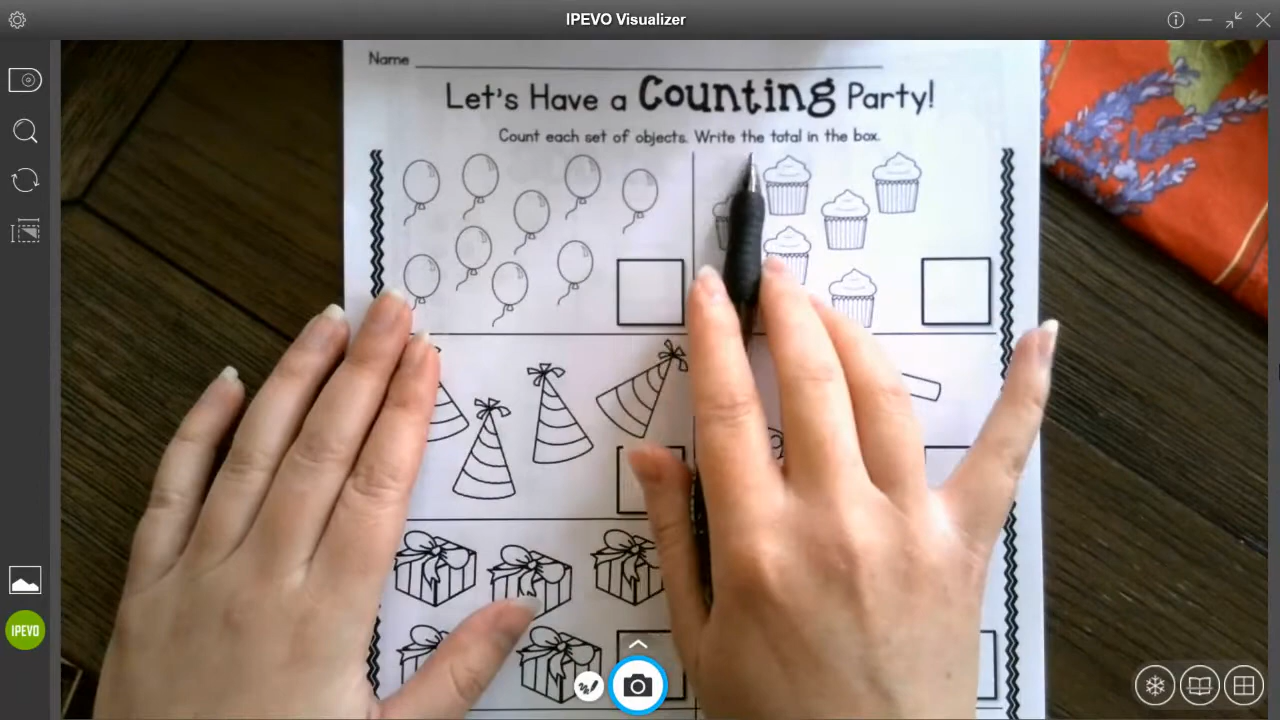 IPEVO Visualizer
Name
Let's Have a Counting Party!
Count each set of objects. Write the total in the box.
IPEVO